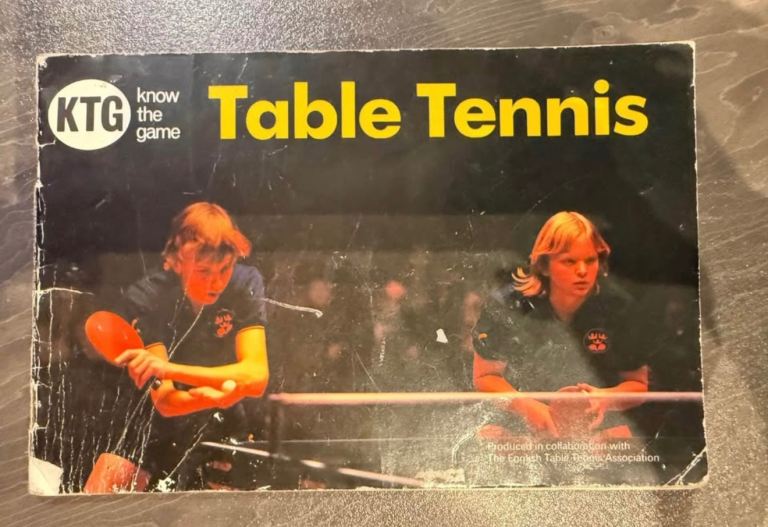 KTG
know
the
game
Table Tennis
Produced in collaboration with
The English Table Tennis Association